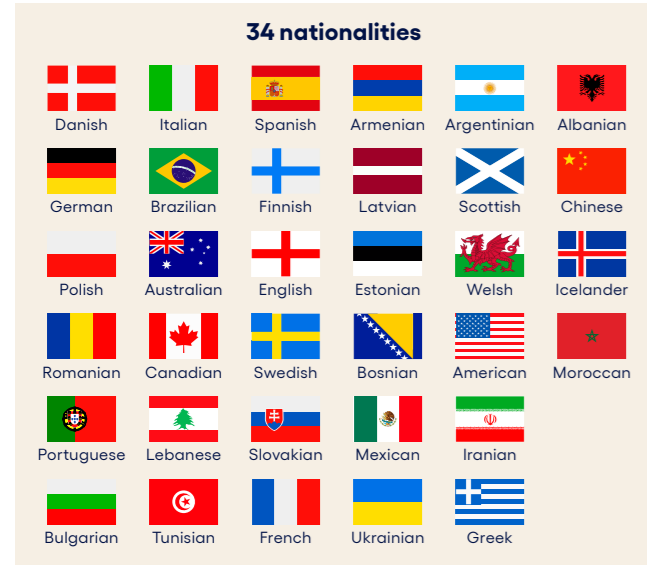 34 nationalities
Danish Italian Spanish Armenian Argentinian Albanian
German Brazilian Finnish Latvian Scottish Chinese
Polish Australian English Estonian Welsh Icelander
Romanian Canadian Swedish Bosnian American Moroccan
Portuguese Lebanese Slovakian Mexican Iranian
Bulgarian Tunisian French Ukrainian Greek